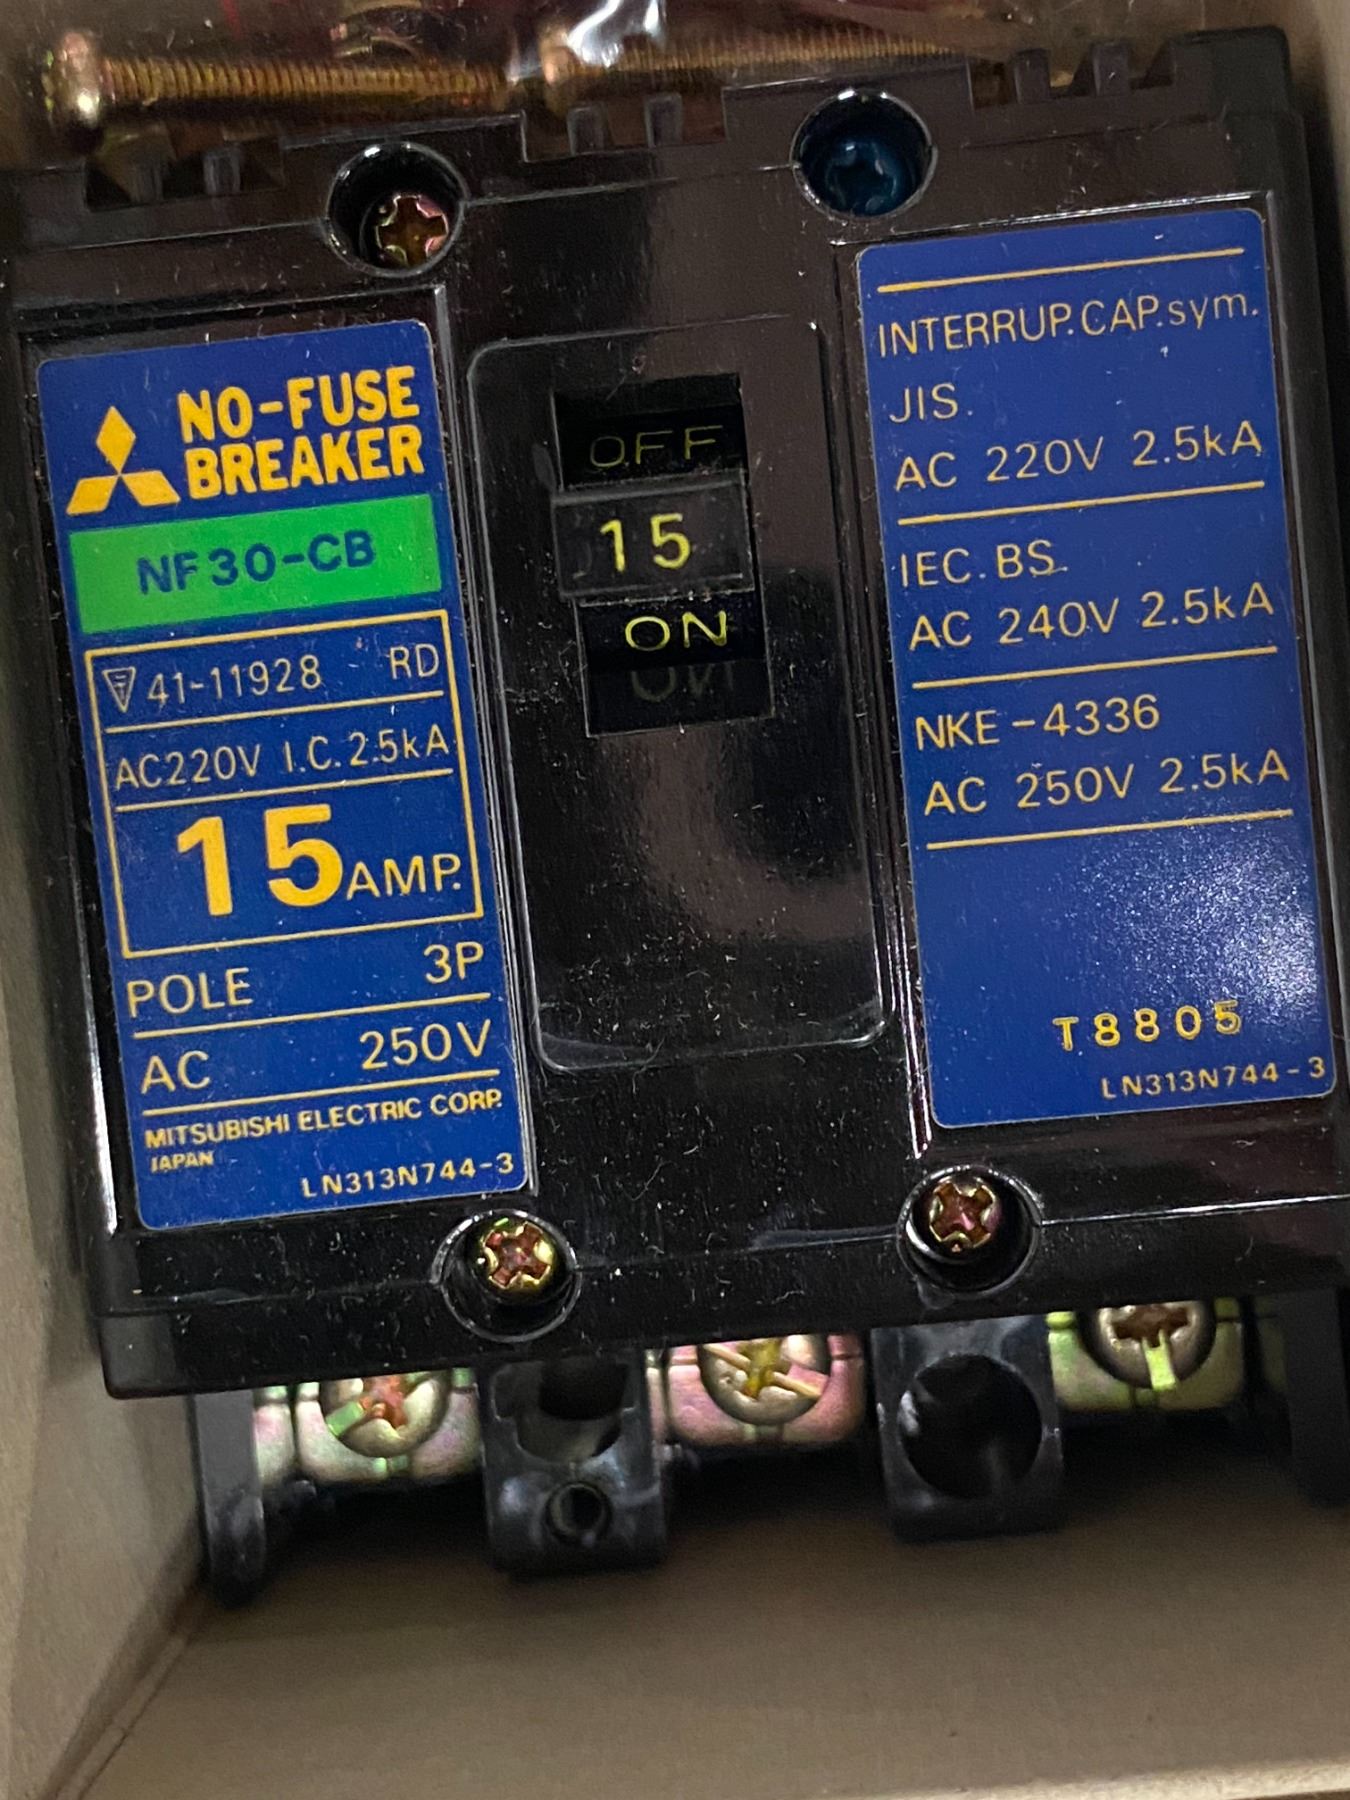 NO-FUSE
BREAKER
NF30-CB
41-11928 RD
AC220V I.C. 2.5kA
15 AMP.
POLE 3P
AC 250V
MITSUBISHI ELECTRIC CORP.
JAPAN
LN313N744-3
OFF
15
ON
INTERRUP.CAP.sym.
JIS.
AC 220V 2.5kA
IEC.BS.
AC 240V 2.5kA
NKE-4336
AC 250V 2.5kA
T8805
LN313N744-3